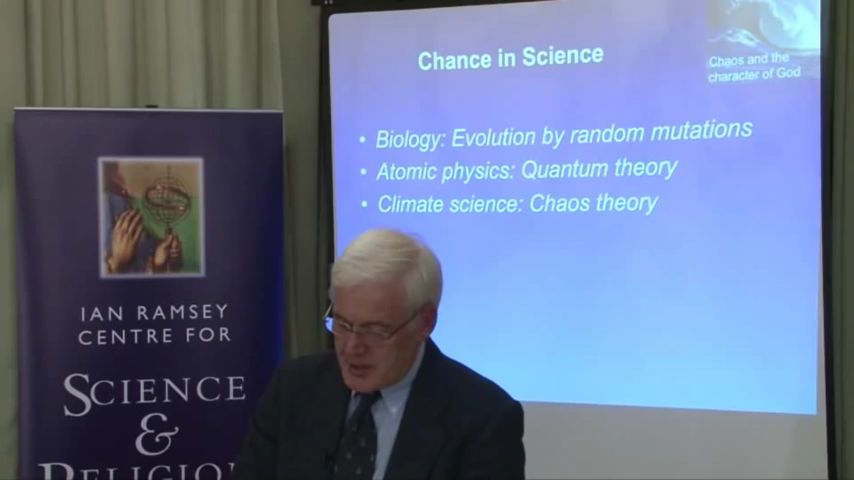 Chance in Science
Chaos and the
character of God
• Biology: Evolution by random mutations
• Atomic physics: Quantum theory
• Climate science: Chaos theory
IAN RAMSEY
CENTRE FOR
SCIENCE
&
RELIGION